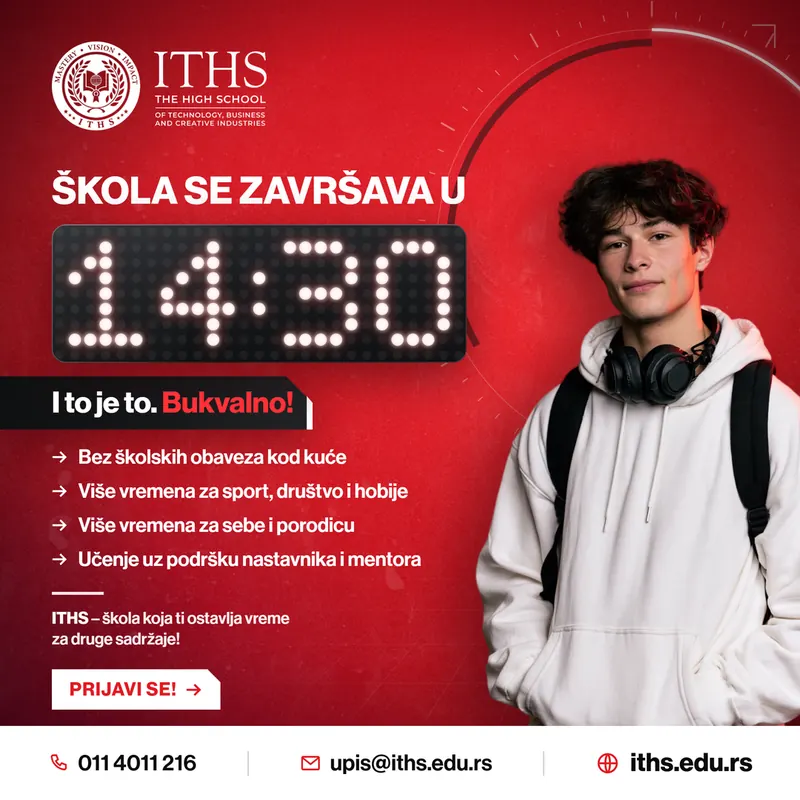 MASTERY • VISION • IMPACT
ITHS
ITHS
THE HIGH SCHOOL
OF TECHNOLOGY, BUSINESS
AND CREATIVE INDUSTRIES
ŠKOLA SE ZAVRŠAVA U
14:30
I to je to. Bukvalno!
→ Bez školskih obaveza kod kuće
→ Više vremena za sport, društvo i hobije
→ Više vremena za sebe i porodicu
→ Učenje uz podršku nastavnika i mentora
ITHS – škola koja ti ostavlja vreme
za druge sadržaje!
PRIJAVI SE! →
011 4011 216
upis@iths.edu.rs
iths.edu.rs